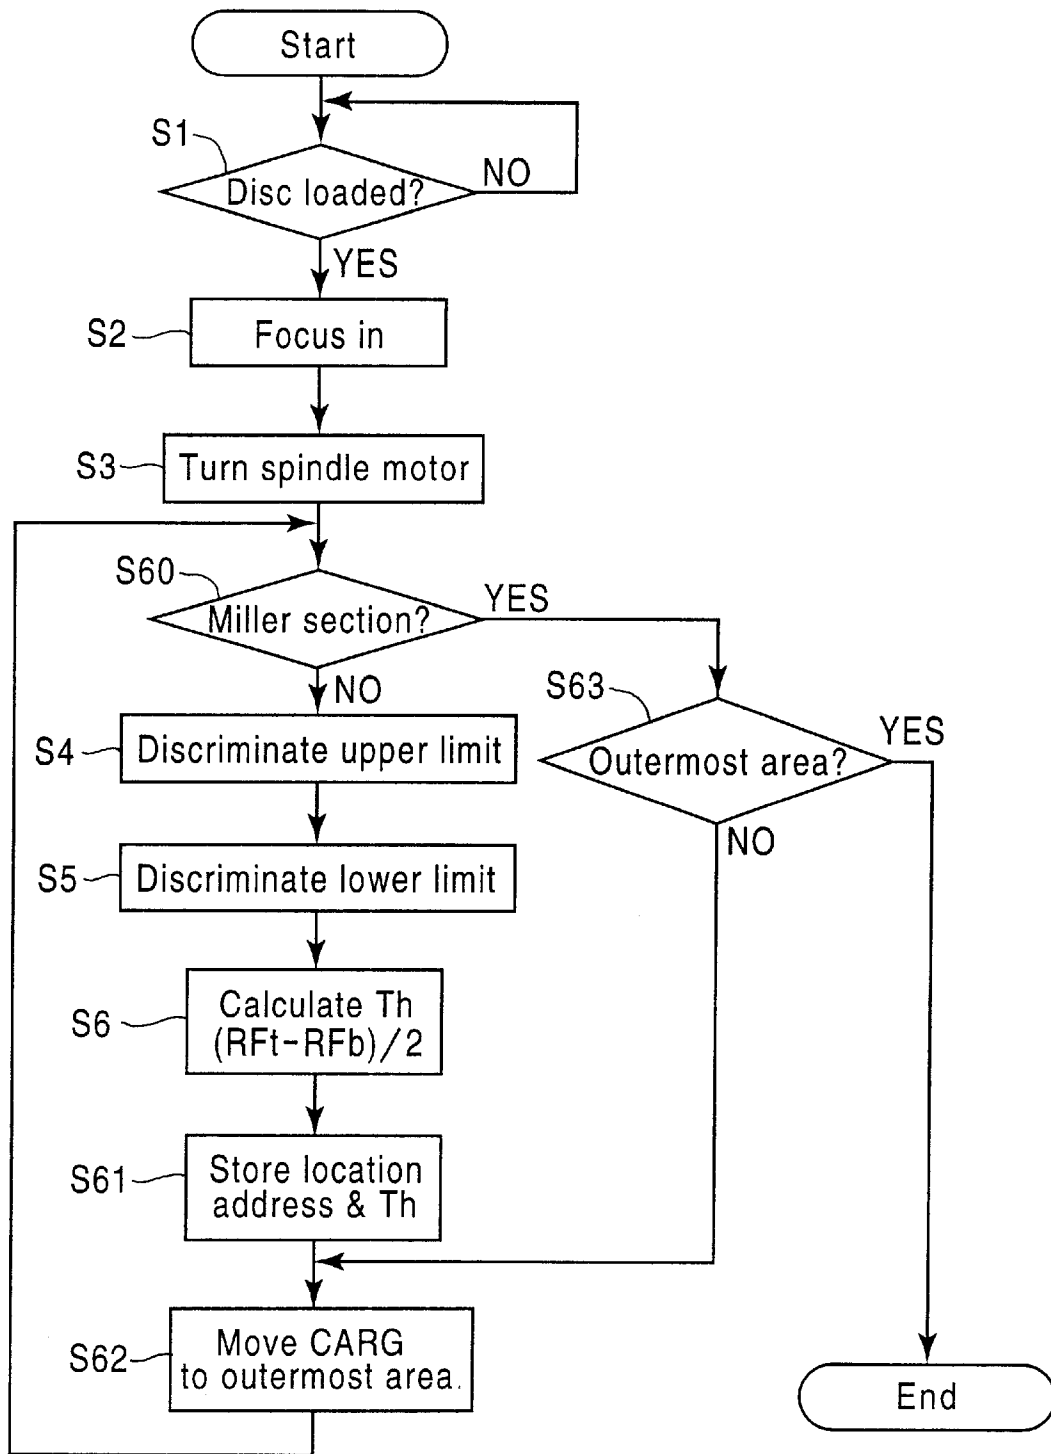 Start
S1
Disc loaded?
NO
YES
S2
Focus in
S3
Turn spindle motor
S60
Miller section?
YES
NO
S63
Outermost area?
YES
NO
S4
Discriminate upper limit
S5
Discriminate lower limit
S6
Calculate Th
(RFt-RFb)/2
S61
Store location
address & Th
S62
Move CARG
to outermost area.
End